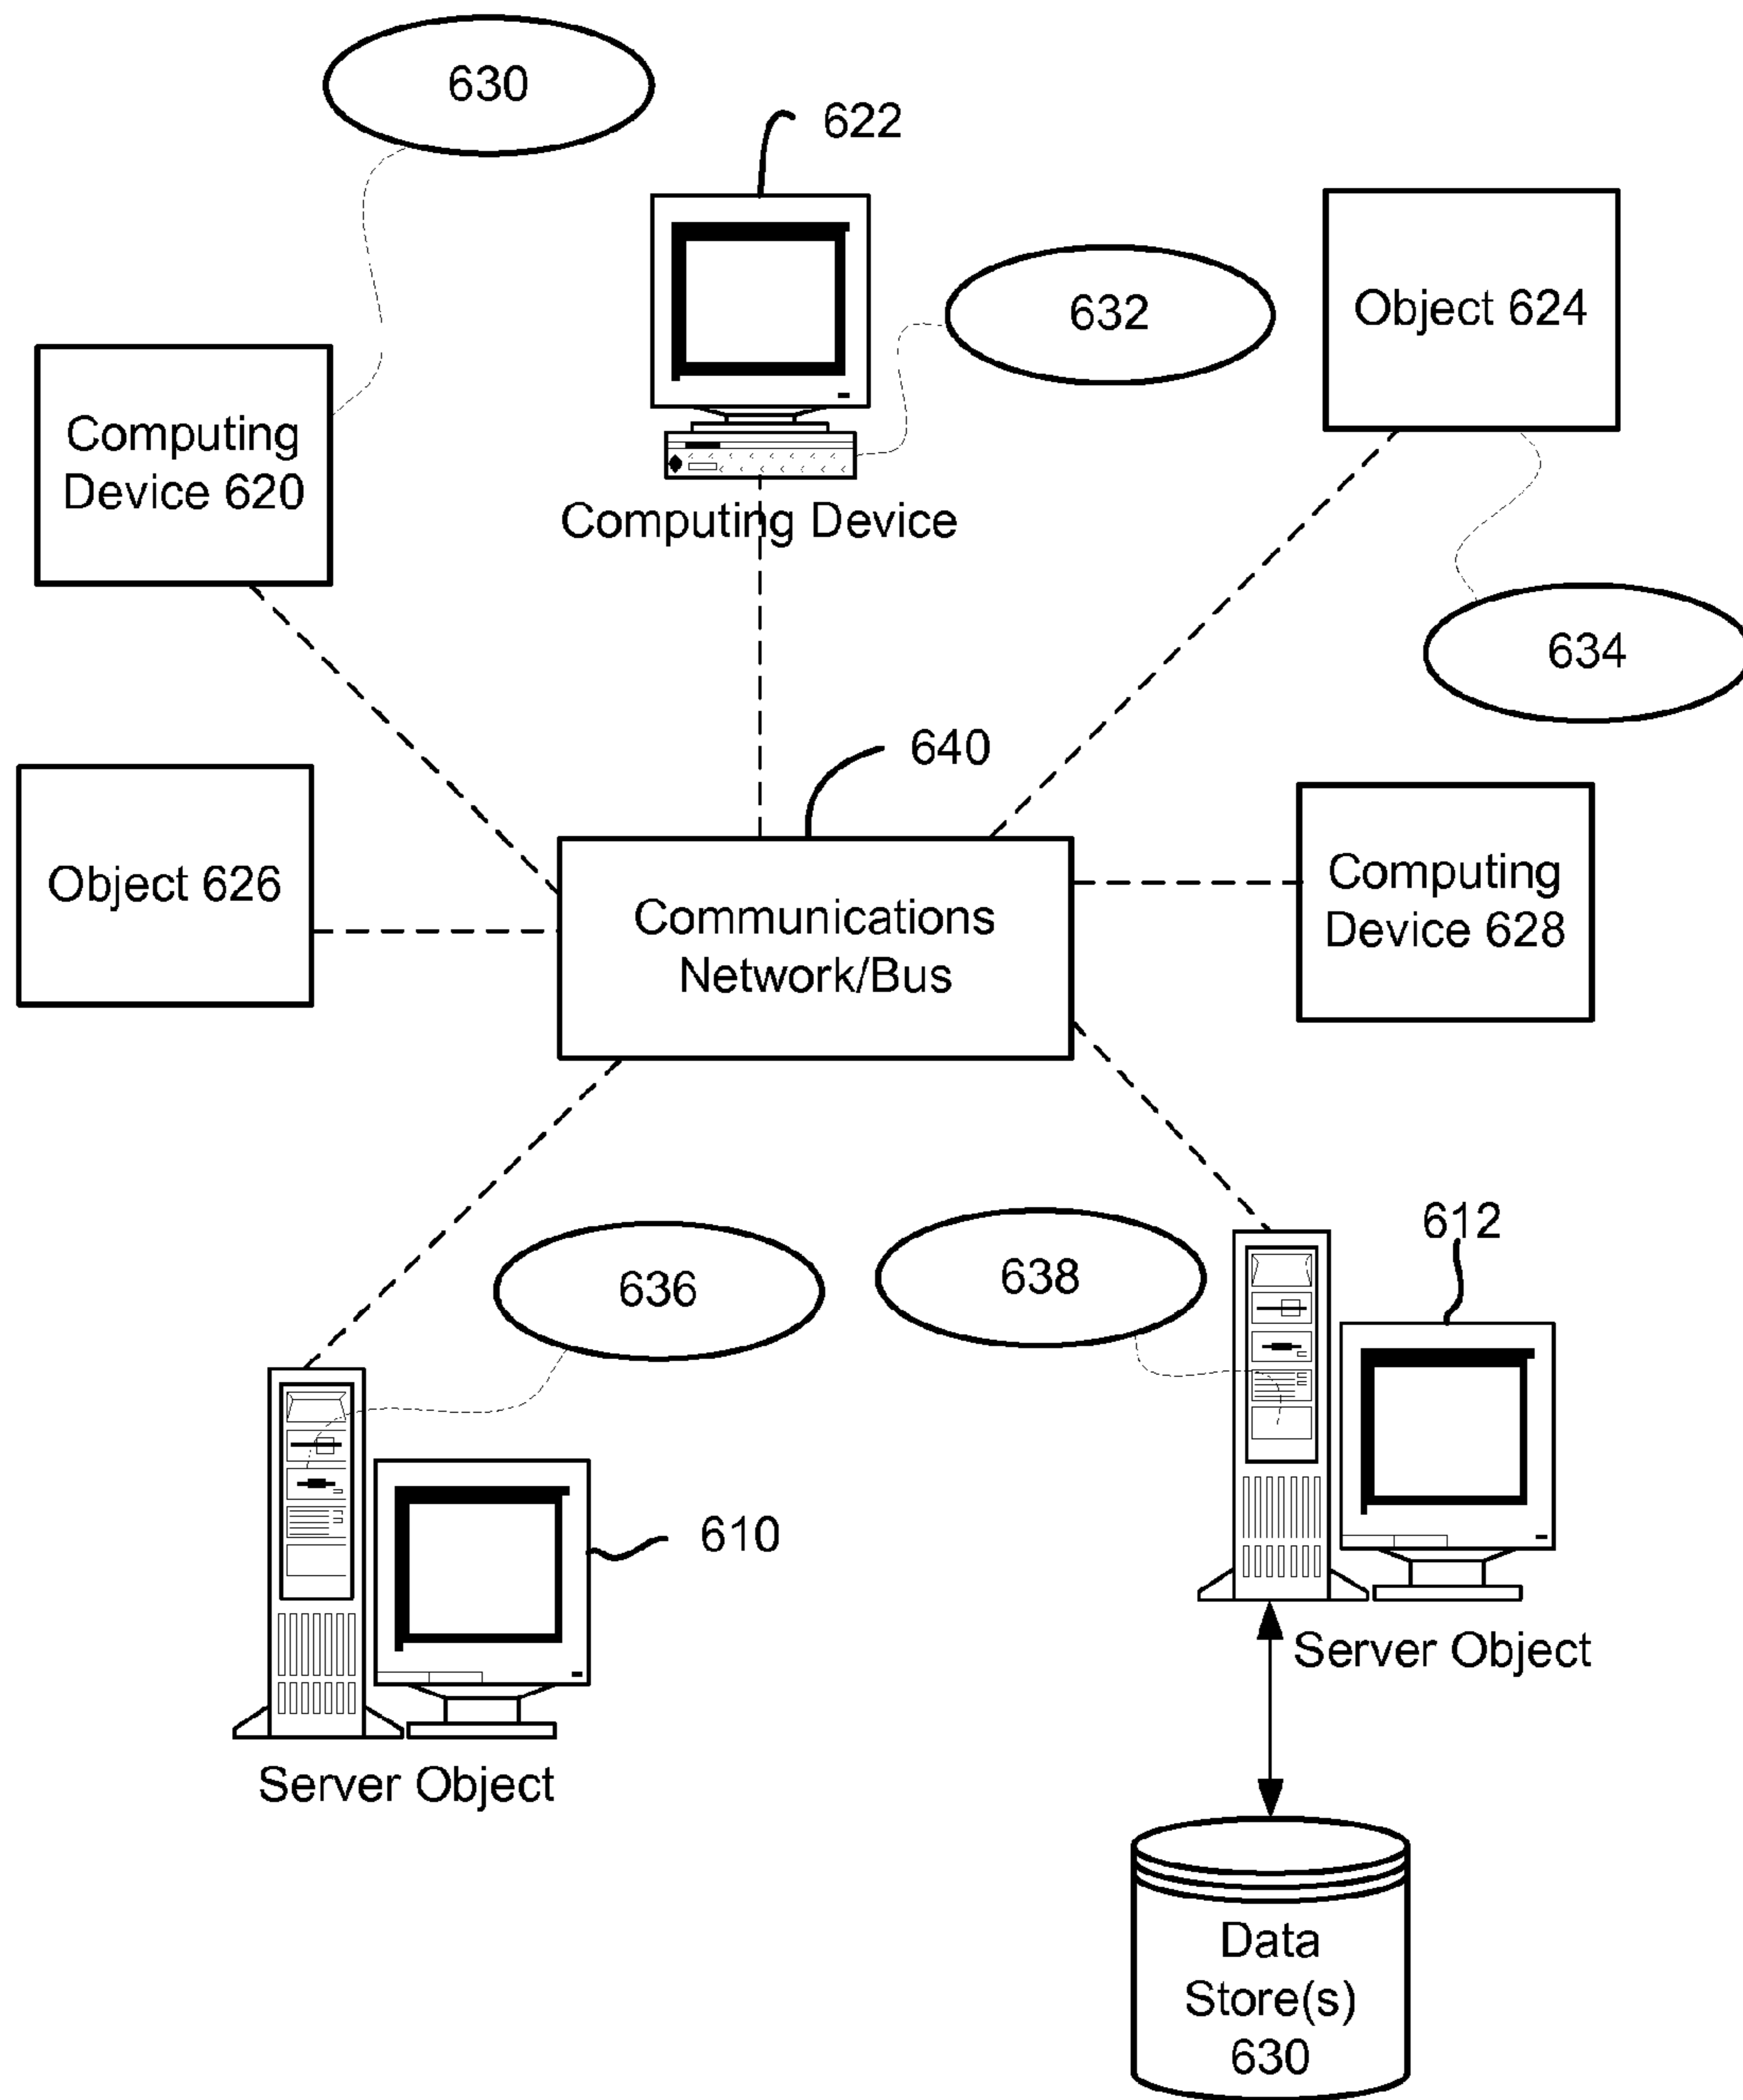 630
622
632
Object 624
Computing
Device 620
Computing Device
634
640
Object 626
Communications
Network/Bus
Computing
Device 628
636
638
612
610
Server Object
Server Object
Data
Store(s)
630